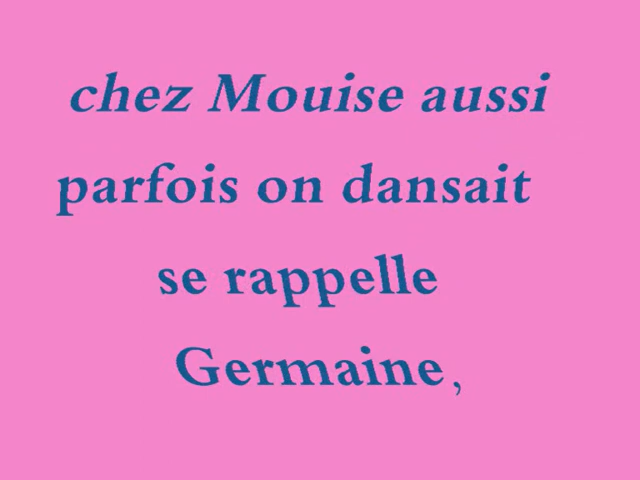 chez Mouise aussi
parfois on dansait
se rappelle
Germaine,